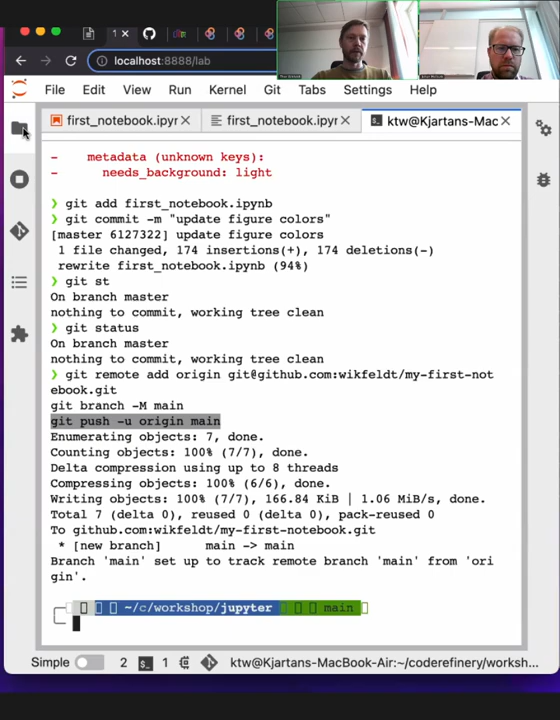 1
localhost:8888/lab
File Edit View Run Kernel Git Tabs Settings Help
first_notebook.ipyr
first_notebook.ipyr
ktw@Kjartans-Mac
- metadata (unknown keys):
- needs_background: light
❯ git add first_notebook.ipynb
❯ git commit -m "update figure colors"
[master 6127322] update figure colors
1 file changed, 174 insertions(+), 174 deletions(-)
rewrite first_notebook.ipynb (94%)
❯ git st
On branch master
nothing to commit, working tree clean
❯ git status
On branch master
nothing to commit, working tree clean
❯ git remote add origin git@github.com:wikfeldt/my-first-not
ebook.git
git branch -M main
git push -u origin main
Enumerating objects: 7, done.
Counting objects: 100% (7/7), done.
Delta compression using up to 8 threads
Compressing objects: 100% (6/6), done.
Writing objects: 100% (7/7), 166.84 KiB | 1.06 MiB/s, done.
Total 7 (delta 0), reused 0 (delta 0), pack-reused 0
To github.com:wikfeldt/my-first-notebook.git
* [new branch] main -> main
Branch 'main' set up to track remote branch 'main' from 'ori
gin'.
~/c/workshop/jupyter main
Simple 2 1 ktw@Kjartans-MacBook-Air:~/coderefinery/worksh...